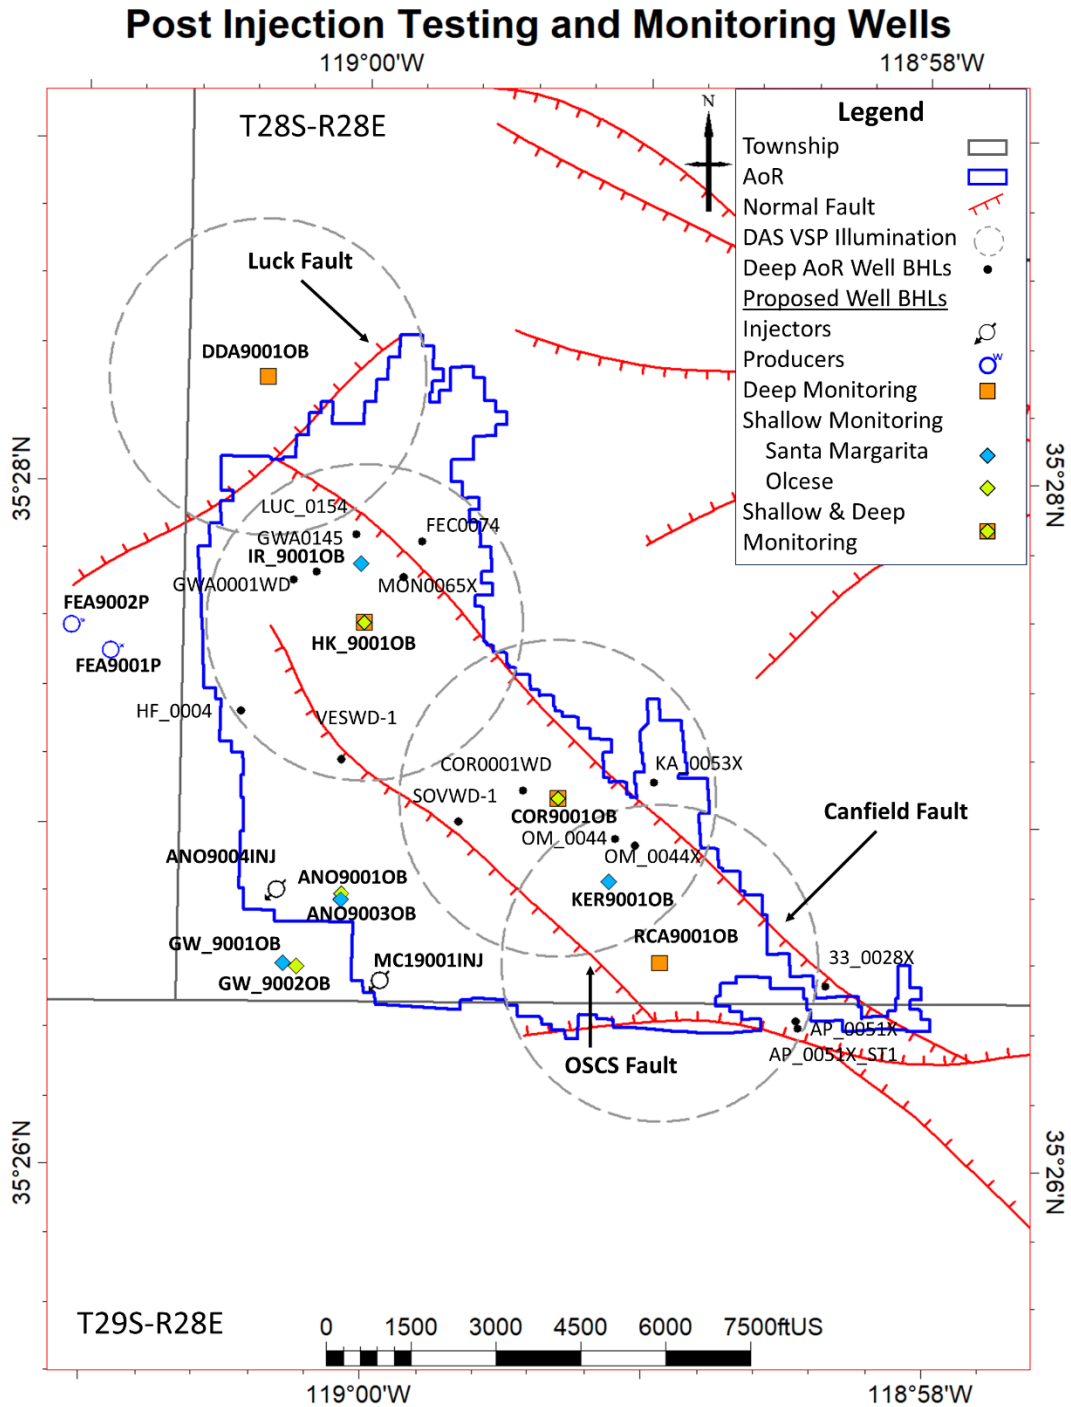 Post Injection Testing and Monitoring Wells
119°00'W
118°58'W
T28S-R28E
N
Legend
Township
AoR
Normal Fault
DAS VSP Illumination
Deep AoR Well BHLs
Proposed Well BHLs
Injectors
Producers
W
Deep Monitoring
Shallow Monitoring
Santa Margarita
Olcese
Shallow & Deep
Monitoring
Luck Fault
DDA9001OB
35°28'N
35°28'N
LUC_0154
FEC0074
GWA0145
IR_9001OB
GWA0001WD
MON0065X
FEA9002P
HK_9001OB
FEA9001P
HF_0004
VESWD-1
COR0001WD
KA_0053X
SOVWD-1
COR9001OB
Canfield Fault
OM_0044
OM_0044X
ANO9004INJ
ANO9001OB
KER9001OB
ANO9003OB
RCA9001OB
GW_9001OB
MC19001INJ
33_0028X
GW_9002OB
AP_0051X
AP_0051X_ST1
OSCS Fault
35°26'N
35°26'N
T29S-R28E
0 1500 3000 4500 6000 7500ftUS
119°00'W
118°58'W